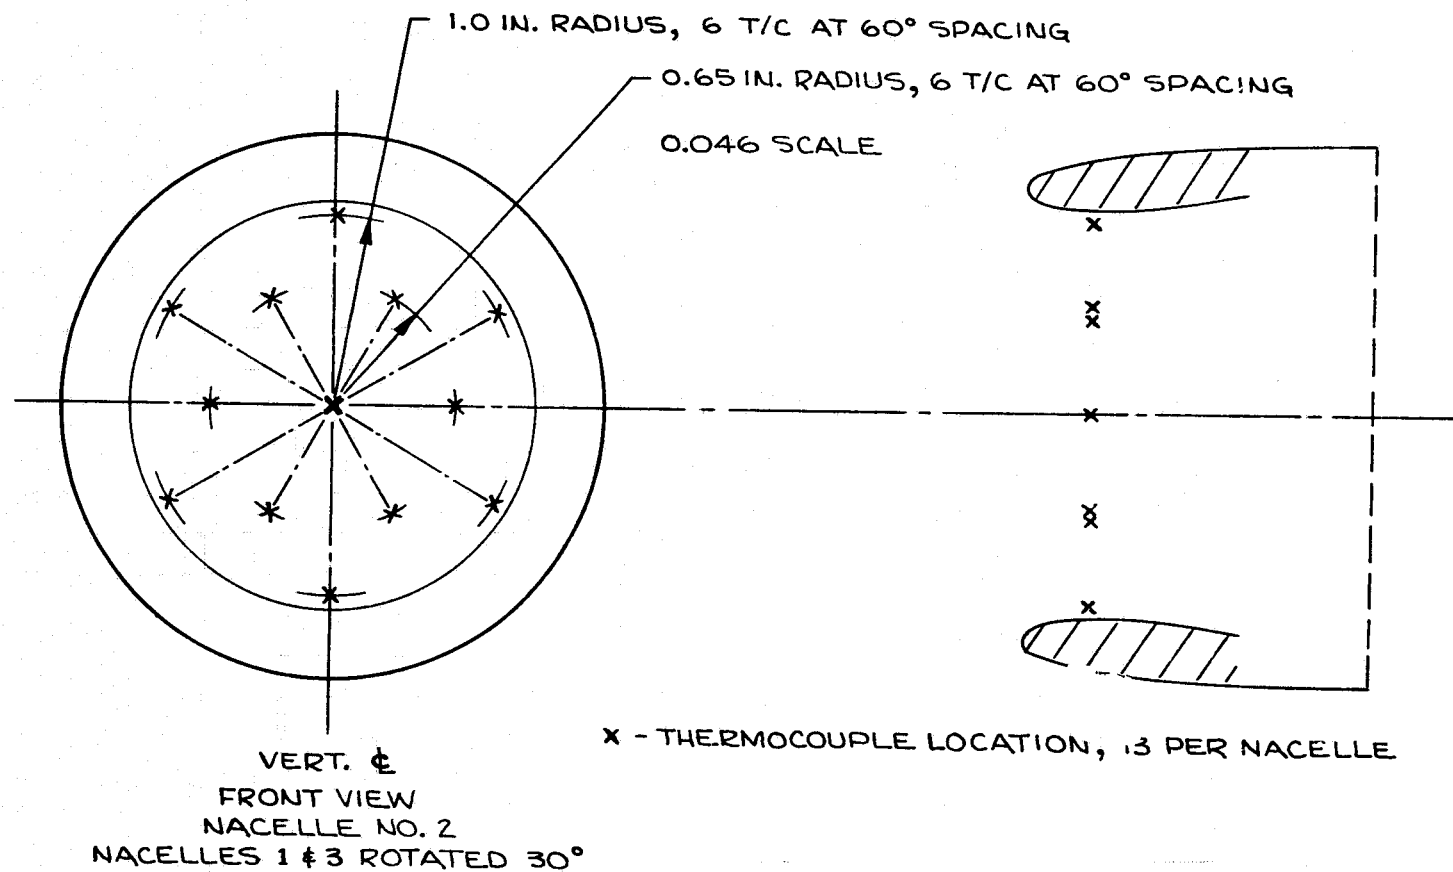 1.0 IN. RADIUS, 6 T/C AT 60° SPACING
0.65 IN. RADIUS, 6 T/C AT 60° SPACING
0.046 SCALE
X - THERMOCOUPLE LOCATION, 13 PER NACELLE
VERT. ℄
FRONT VIEW
NACELLE NO. 2
NACELLES 1 & 3 ROTATED 30°